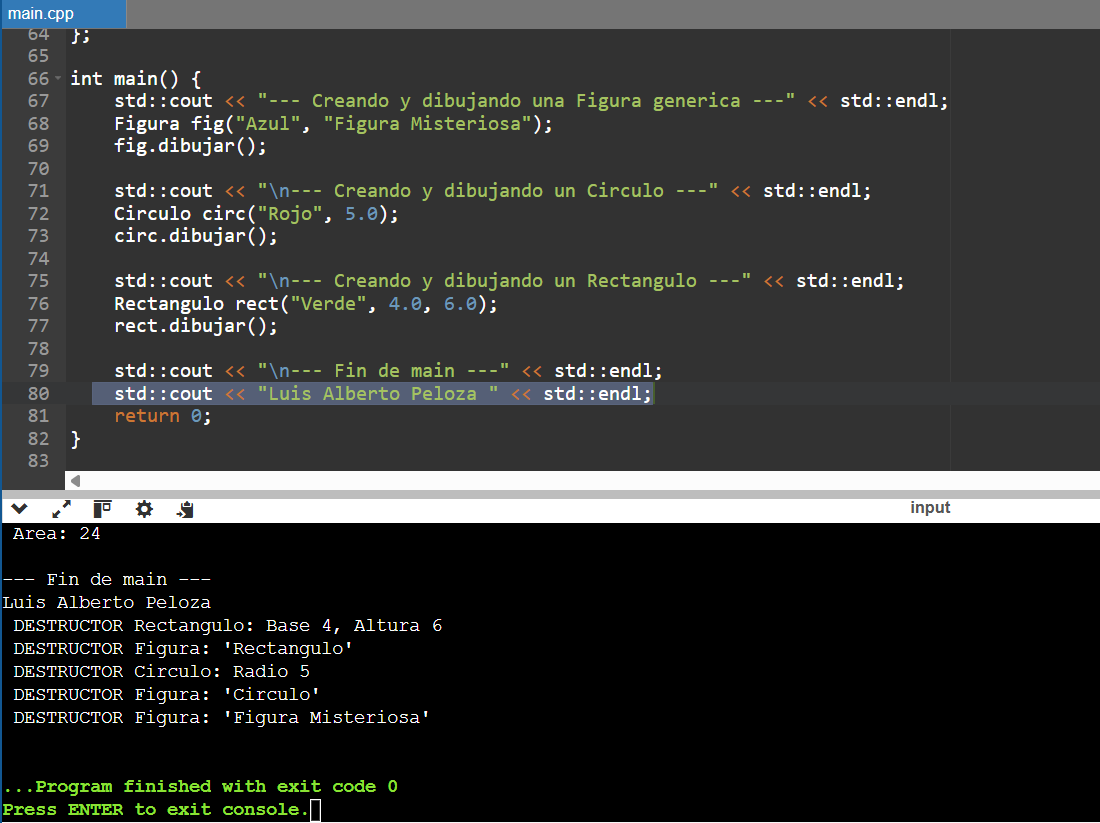 main.cpp
64 };
65
66 int main() {
67     std::cout << "--- Creando y dibujando una Figura generica ---" << std::endl;
68     Figura fig("Azul", "Figura Misteriosa");
69     fig.dibujar();
70
71     std::cout << "\n--- Creando y dibujando un Circulo ---" << std::endl;
72     Circulo circ("Rojo", 5.0);
73     circ.dibujar();
74
75     std::cout << "\n--- Creando y dibujando un Rectangulo ---" << std::endl;
76     Rectangulo rect("Verde", 4.0, 6.0);
77     rect.dibujar();
78
79     std::cout << "\n--- Fin de main ---" << std::endl;
80     std::cout << "Luis Alberto Peloza " << std::endl;
81     return 0;
82 }
83
input
Area: 24
--- Fin de main ---
Luis Alberto Peloza
DESTRUCTOR Rectangulo: Base 4, Altura 6
DESTRUCTOR Figura: 'Rectangulo'
DESTRUCTOR Circulo: Radio 5
DESTRUCTOR Figura: 'Circulo'
DESTRUCTOR Figura: 'Figura Misteriosa'
...Program finished with exit code 0
Press ENTER to exit console.